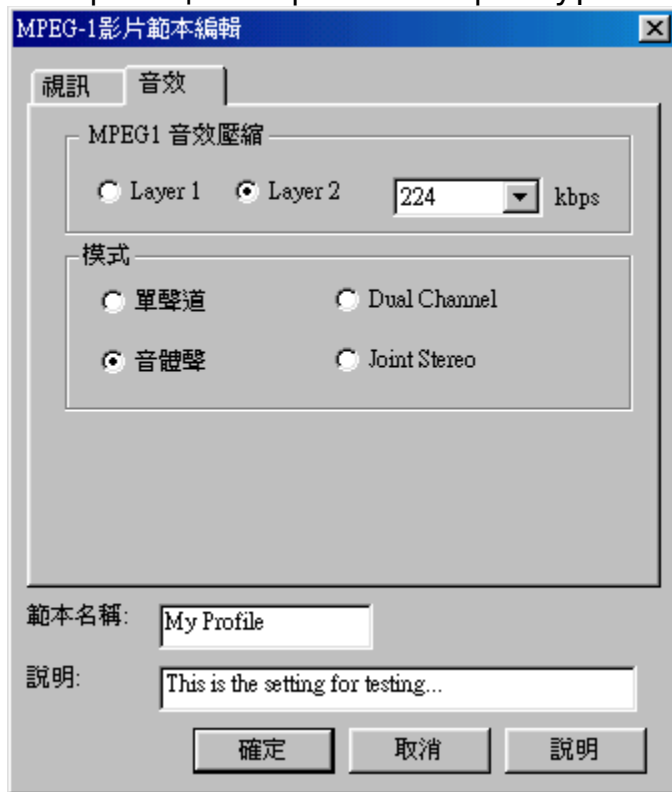 MPEG-1影片範本編輯
視訊 音效
MPEG1 音效壓縮
Layer 1 Layer 2 224 kbps
模式
單聲道 Dual Channel
音體聲 Joint Stereo
範本名稱: My Profile
說明: This is the setting for testing...
確定 取消 說明